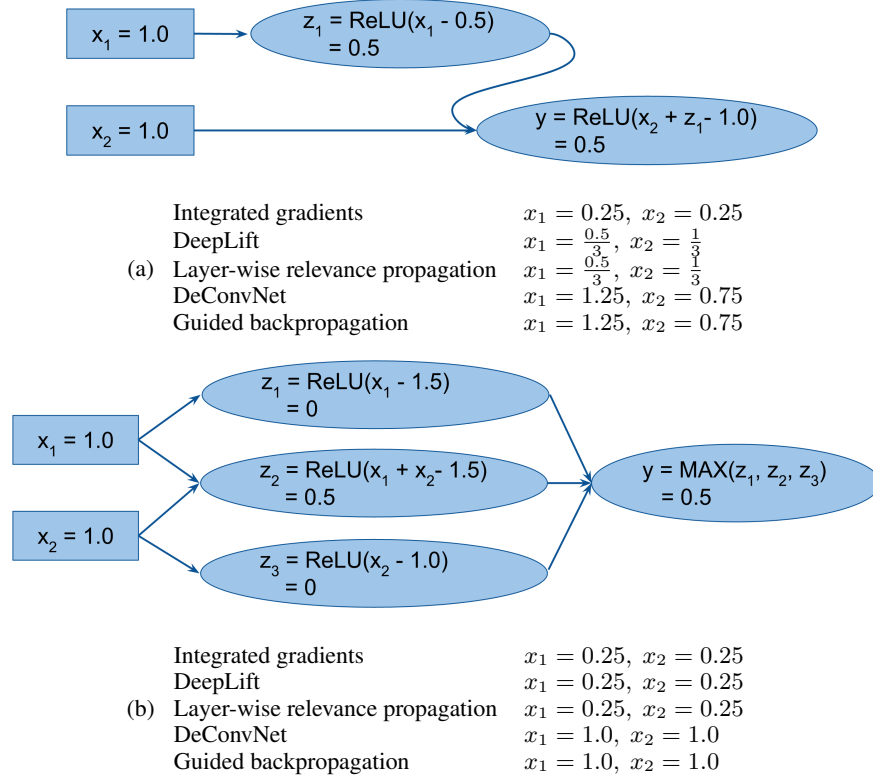 x₁ = 1.0
z₁ = ReLU(x₁ - 0.5)
= 0.5
x₂ = 1.0
y = ReLU(x₂ + z₁- 1.0)
= 0.5
Integrated gradients x₁ = 0.25, x₂ = 0.25
DeepLift x₁ = 0.5/3, x₂ = 1/3
(a) Layer-wise relevance propagation x₁ = 0.5/3, x₂ = 1/3
DeConvNet x₁ = 1.25, x₂ = 0.75
Guided backpropagation x₁ = 1.25, x₂ = 0.75
z₁ = ReLU(x₁ - 1.5)
= 0
x₁ = 1.0
z₂ = ReLU(x₁ + x₂- 1.5)
= 0.5
y = MAX(z₁, z₂, z₃)
= 0.5
x₂ = 1.0
z₃ = ReLU(x₂ - 1.0)
= 0
Integrated gradients x₁ = 0.25, x₂ = 0.25
DeepLift x₁ = 0.25, x₂ = 0.25
(b) Layer-wise relevance propagation x₁ = 0.25, x₂ = 0.25
DeConvNet x₁ = 1.0, x₂ = 1.0
Guided backpropagation x₁ = 1.0, x₂ = 1.0